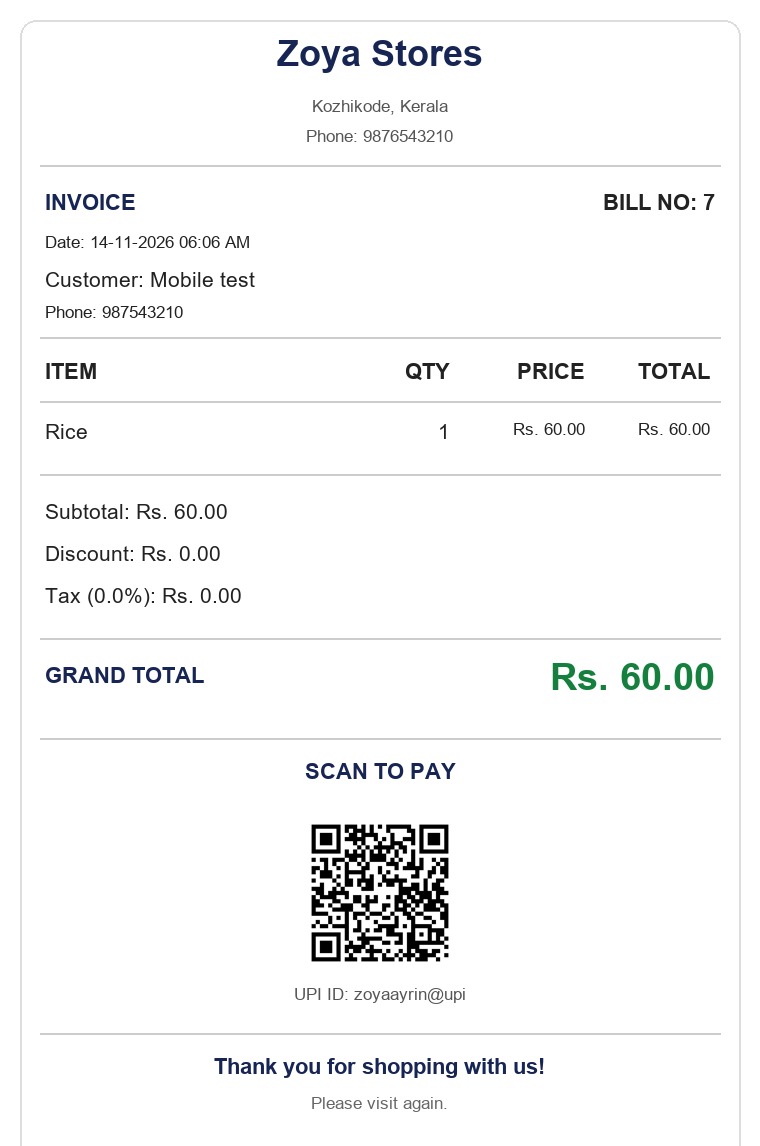 Zoya Stores
Kozhikode, Kerala
Phone: 9876543210
INVOICE BILL NO: 7
Date: 14-11-2026 06:06 AM
Customer: Mobile test
Phone: 987543210
ITEM QTY PRICE TOTAL
Rice 1 Rs. 60.00 Rs. 60.00
Subtotal: Rs. 60.00
Discount: Rs. 0.00
Tax (0.0%): Rs. 0.00
GRAND TOTAL Rs. 60.00
SCAN TO PAY
UPI ID: zoyaayrin@upi
Thank you for shopping with us!
Please visit again.